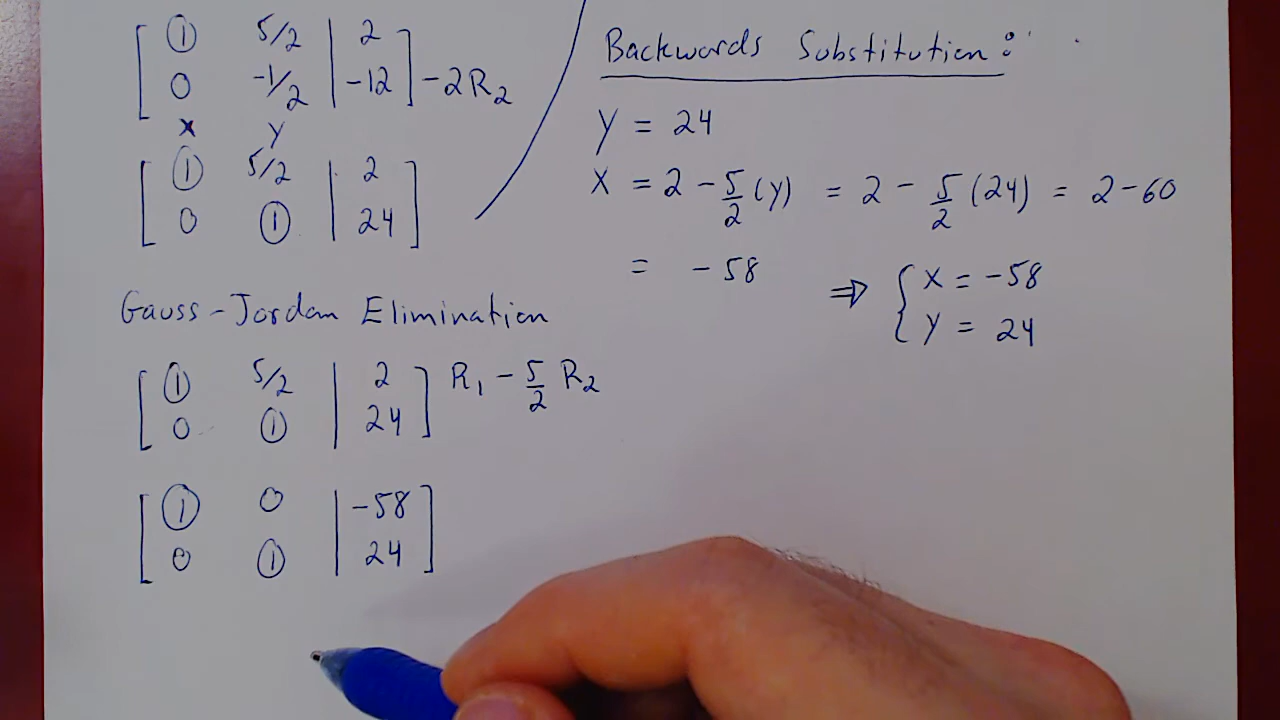 [ 1 5/2 | 2 ]
[ 0 -1/2 | -12 ] -2R₂
x y
[ 1 5/2 | 2 ]
[ 0 1 | 24 ]
Gauss-Jordan Elimination
[ 1 5/2 | 2 ] R₁ - 5/2 R₂
[ 0 1 | 24 ]
[ 1 0 | -58 ]
[ 0 1 | 24 ]
Backwords Substitution:
y = 24
x = 2 - 5/2 (y) = 2 - 5/2 (24) = 2 - 60
= -58 ⇒ { x = -58
y = 24